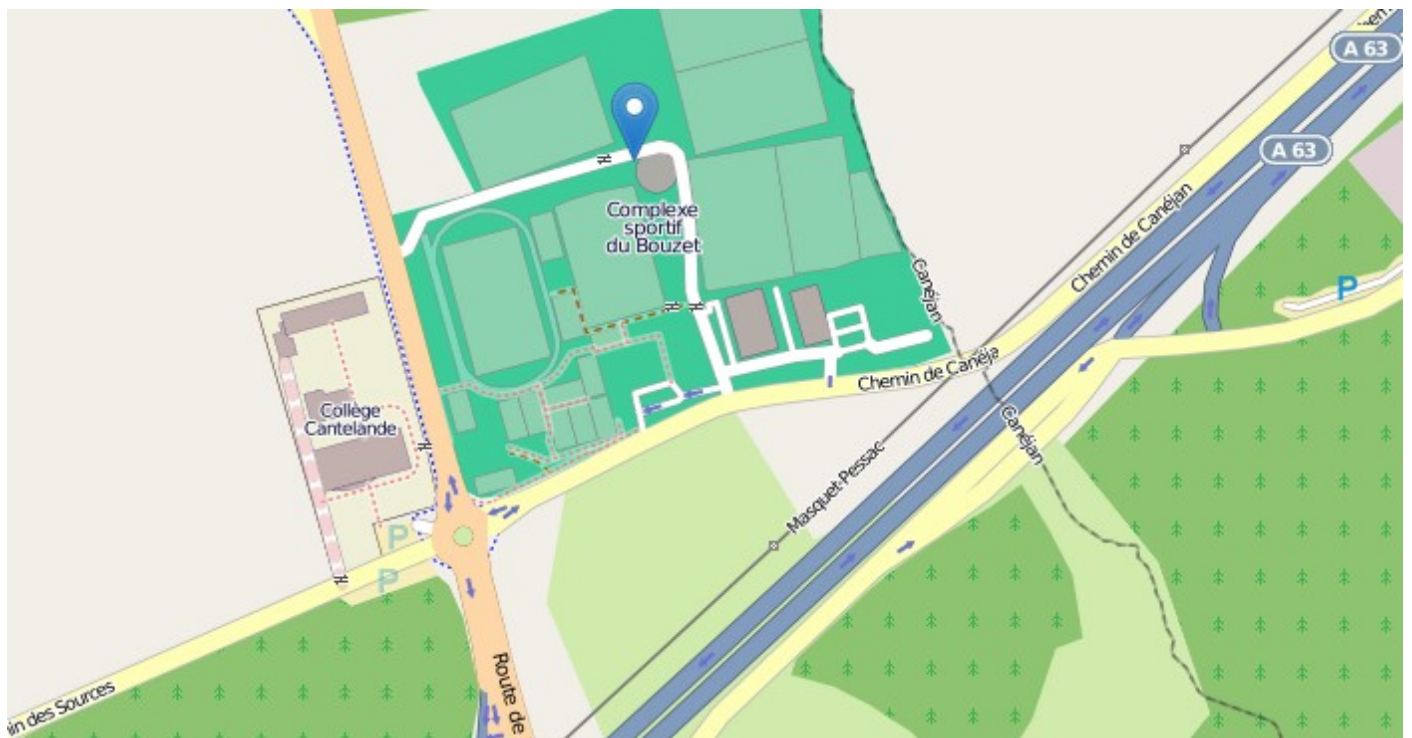 A 63
A 63
Chemin de Canéjan
Complexe
sportif
du Bouzet
Canéjan
Chemin de Canéja
Collège
Cantelande
Canéjan
Masquet-Pessac
P
P
P
Route de
in des Sources